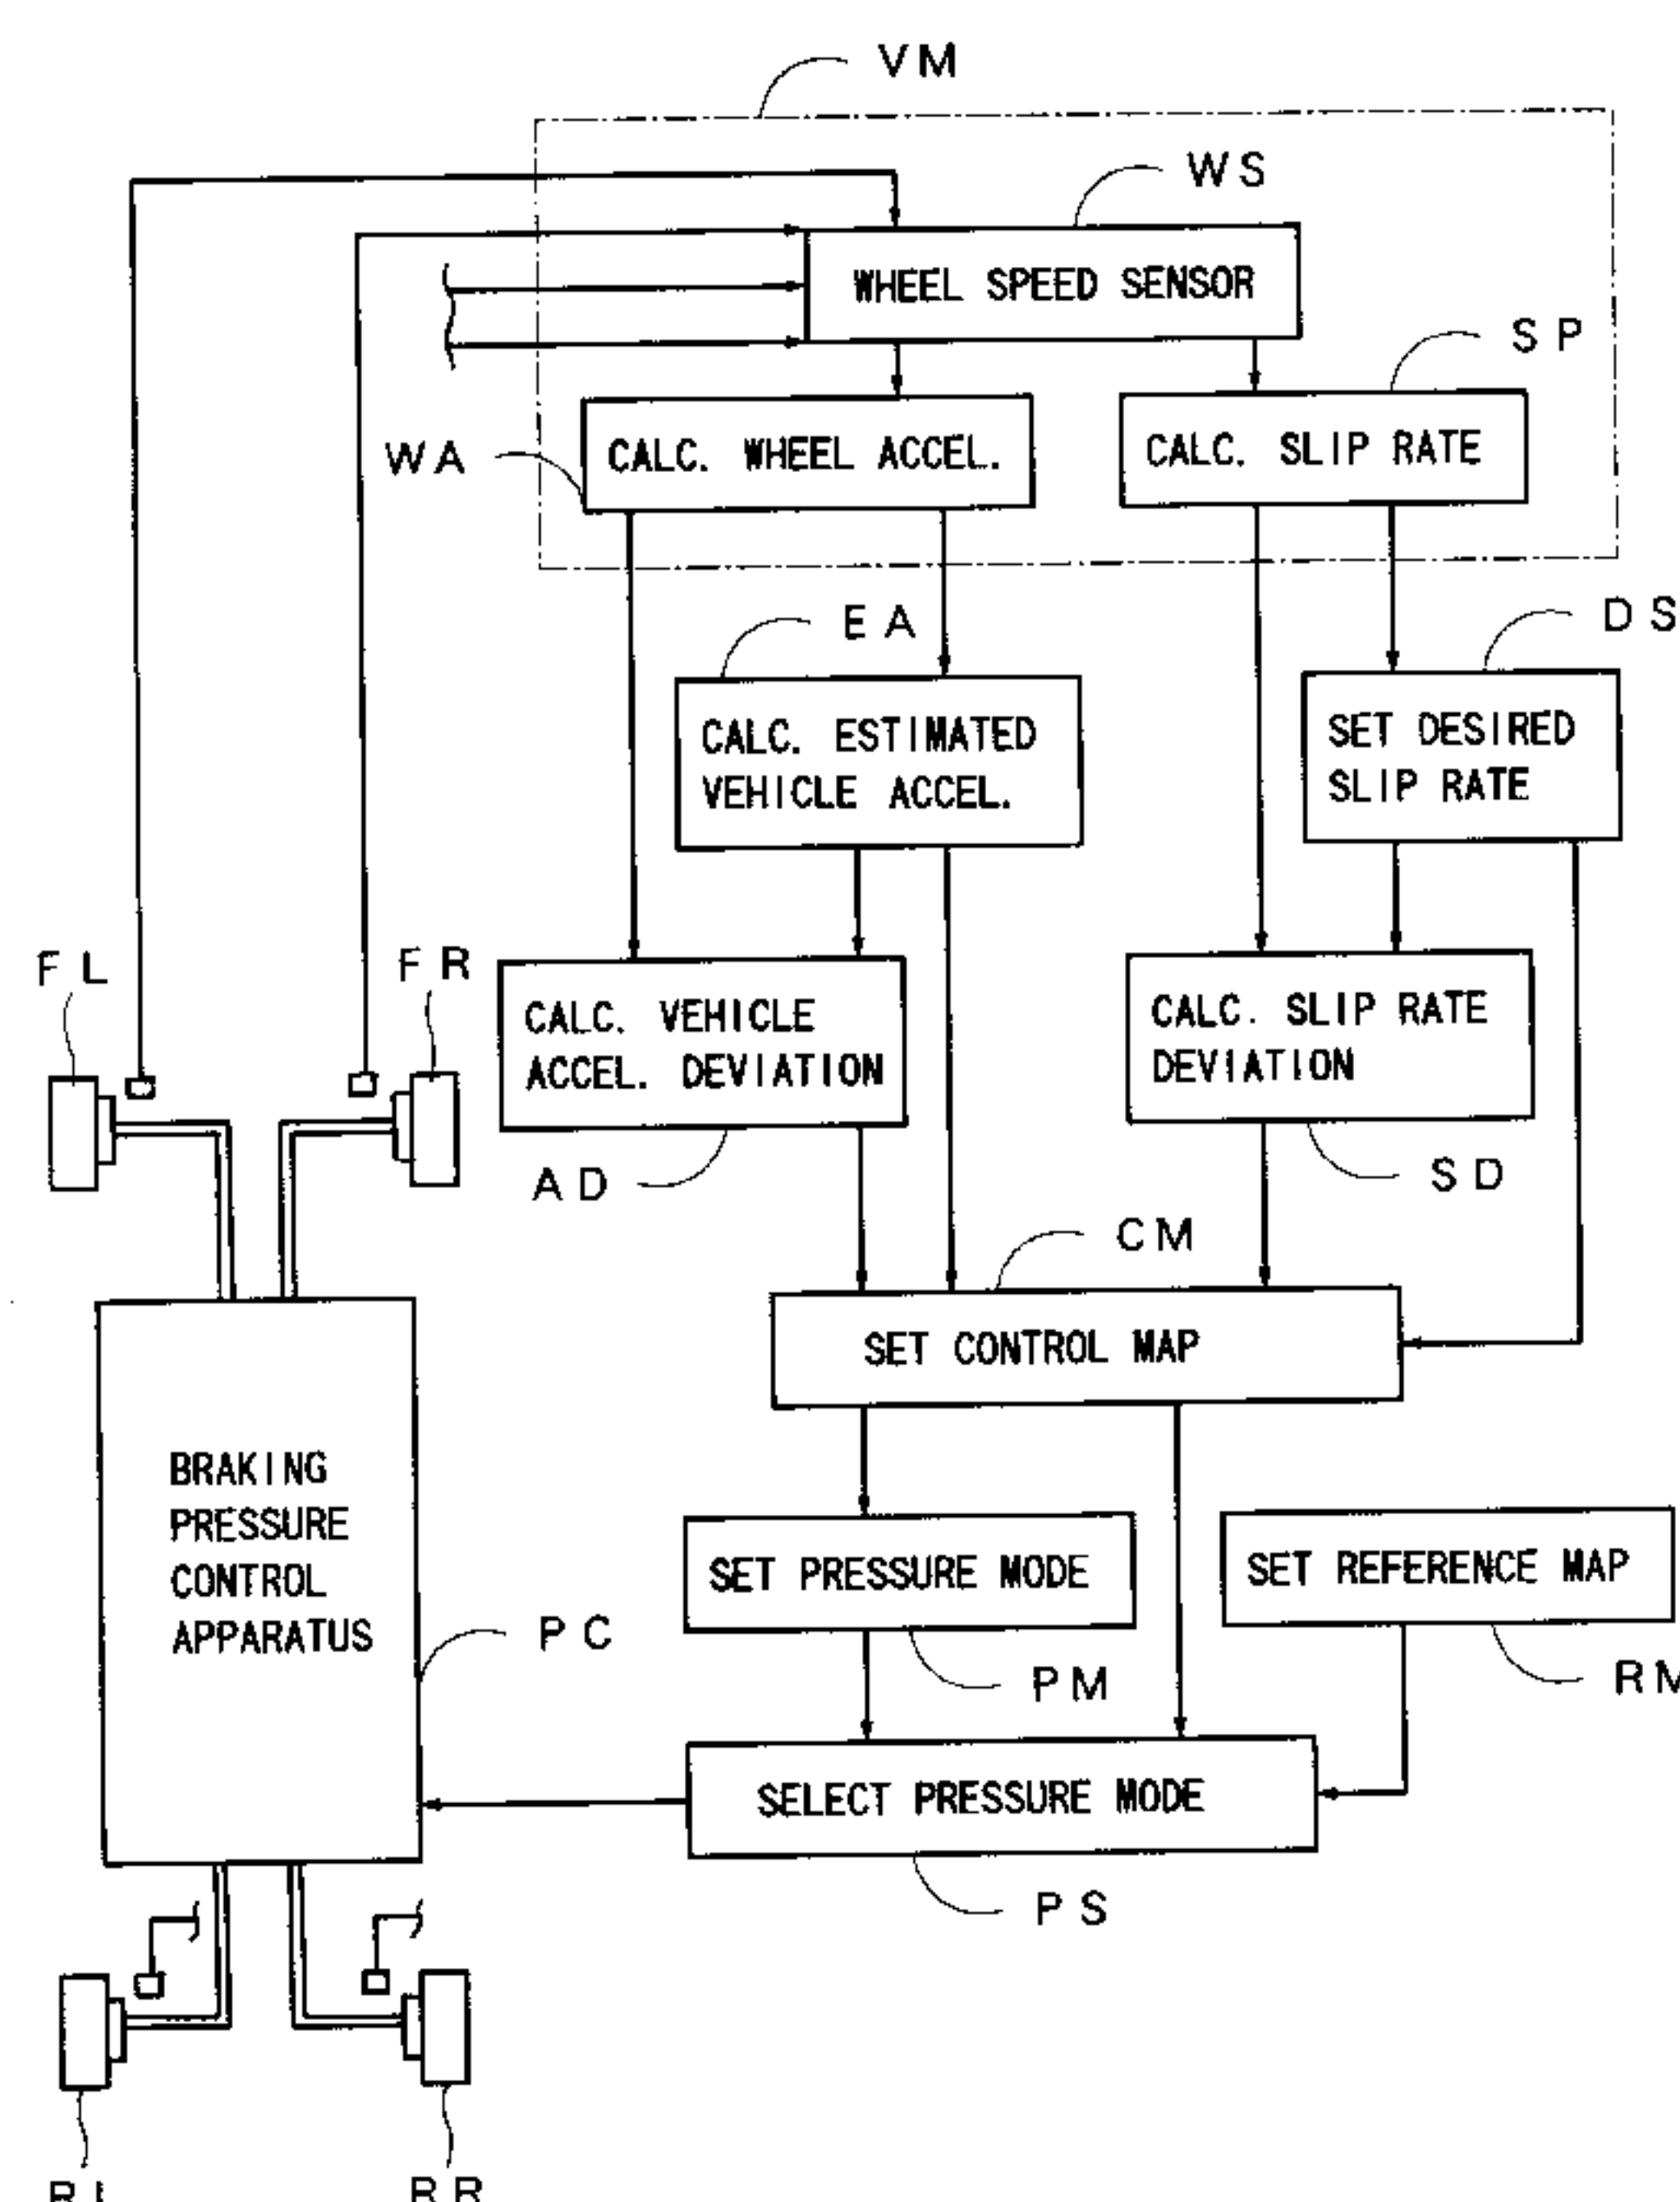 VM
WS
WHEEL SPEED SENSOR
SP
WA
CALC. WHEEL ACCEL.
CALC. SLIP RATE
EA
DS
CALC. ESTIMATED
VEHICLE ACCEL.
SET DESIRED
SLIP RATE
FL
FR
CALC. VEHICLE
ACCEL. DEVIATION
CALC. SLIP RATE
DEVIATION
AD
SD
CM
SET CONTROL MAP
BRAKING
PRESSURE
CONTROL
APPARATUS
SET PRESSURE MODE
SET REFERENCE MAP
PC
PM
RM
SELECT PRESSURE MODE
PS